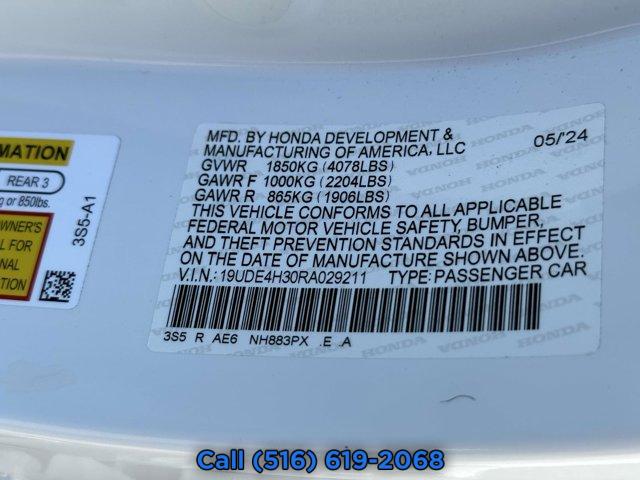 MFD. BY HONDA DEVELOPMENT &
MANUFACTURING OF AMERICA, LLC
05/24
GVWR 1850KG (4078LBS)
GAWR F 1000KG (2204LBS)
GAWR R 865KG (1906LBS)
THIS VEHICLE CONFORMS TO ALL APPLICABLE
FEDERAL MOTOR VEHICLE SAFETY, BUMPER,
AND THEFT PREVENTION STANDARDS IN EFFECT
ON THE DATE OF MANUFACTURE SHOWN ABOVE.
V.I.N.: 19UDE4H30RA029211 TYPE: PASSENGER CAR
3S5 R AE6 NH883PX .E .A
MATION
REAR 3
or 850lbs.
OWNER'S
L FOR
NAL
TION
3S5-A1
Call (516) 619-2068